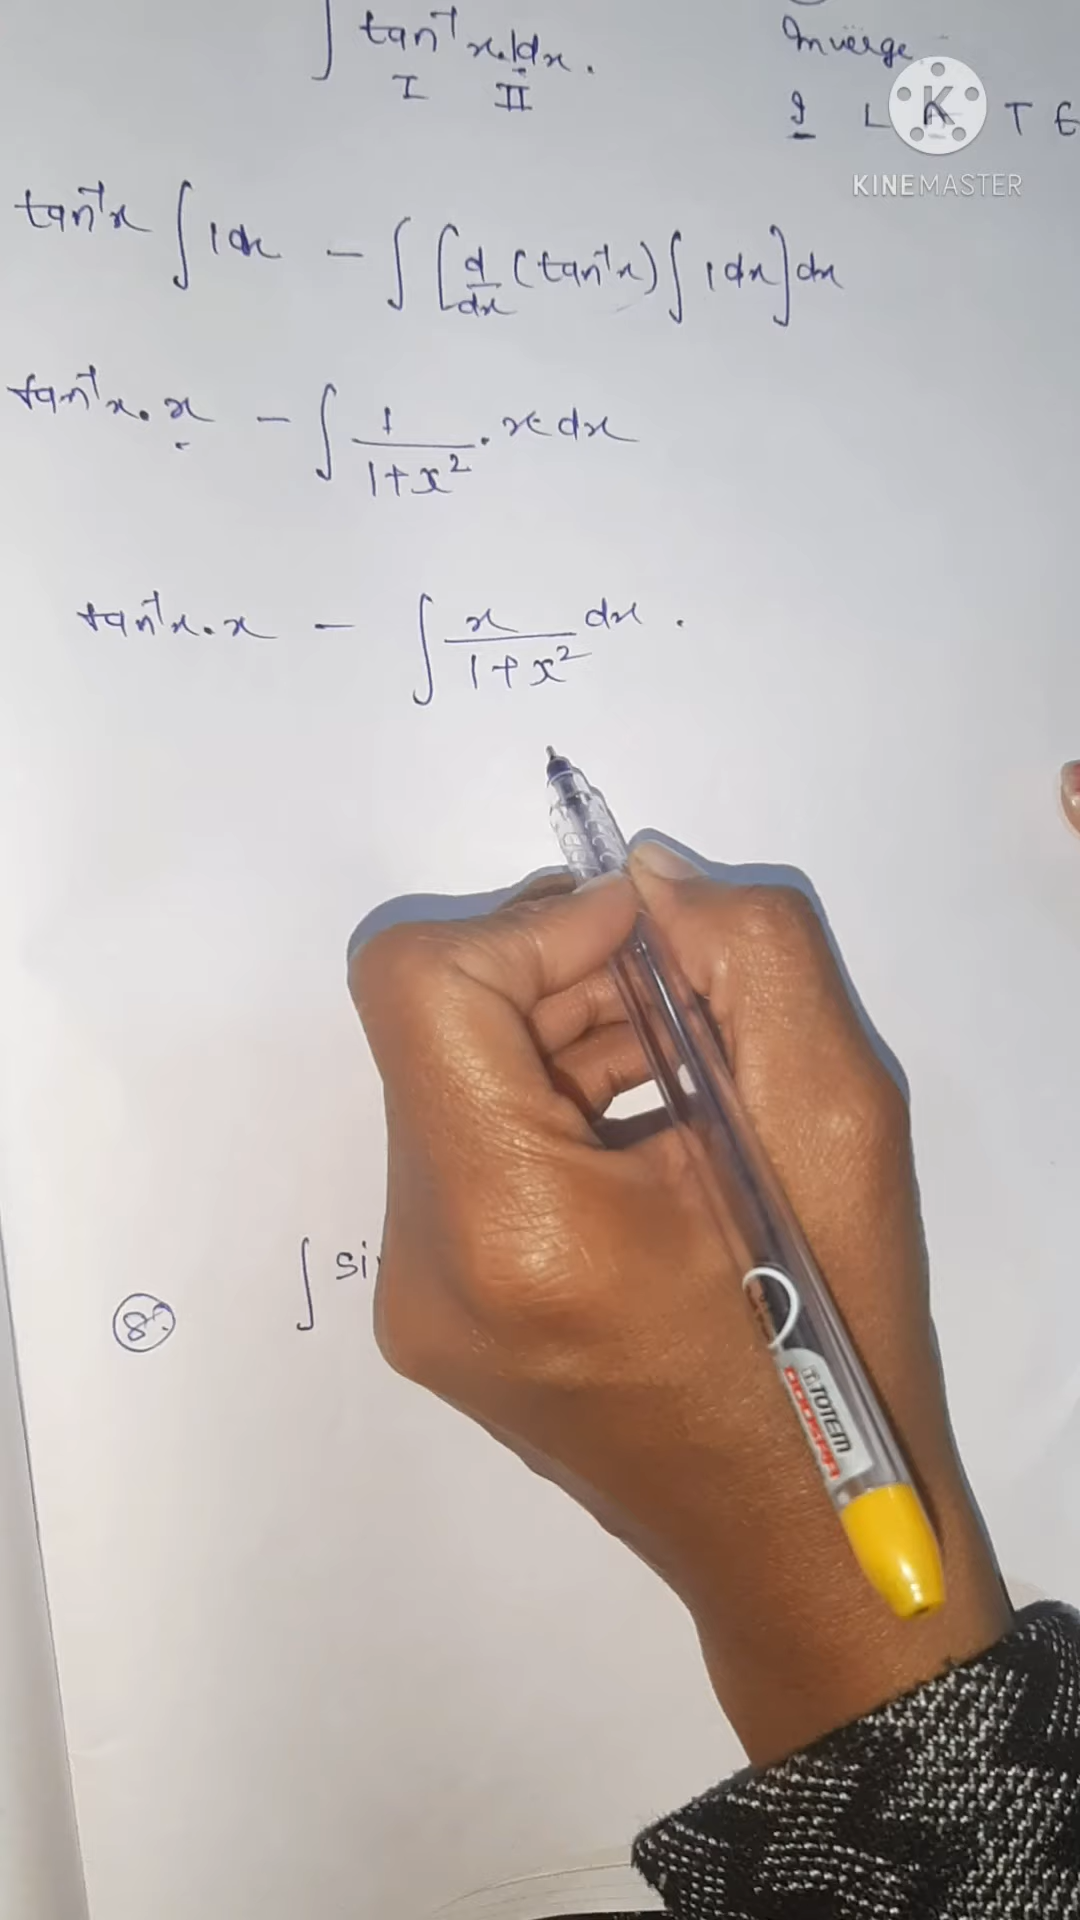 ∫ tan⁻¹x.1dx.
I II
Inverge
I L A T E
K
KINEMASTER
tan⁻¹x ∫1dx - ∫[d/dx (tan⁻¹x) ∫1dx]dx
tan⁻¹x.x - ∫ 1/(1+x²) . x dx
tan⁻¹x.x - ∫ x/(1+x²) dx .
8 ∫ si
TOTEM